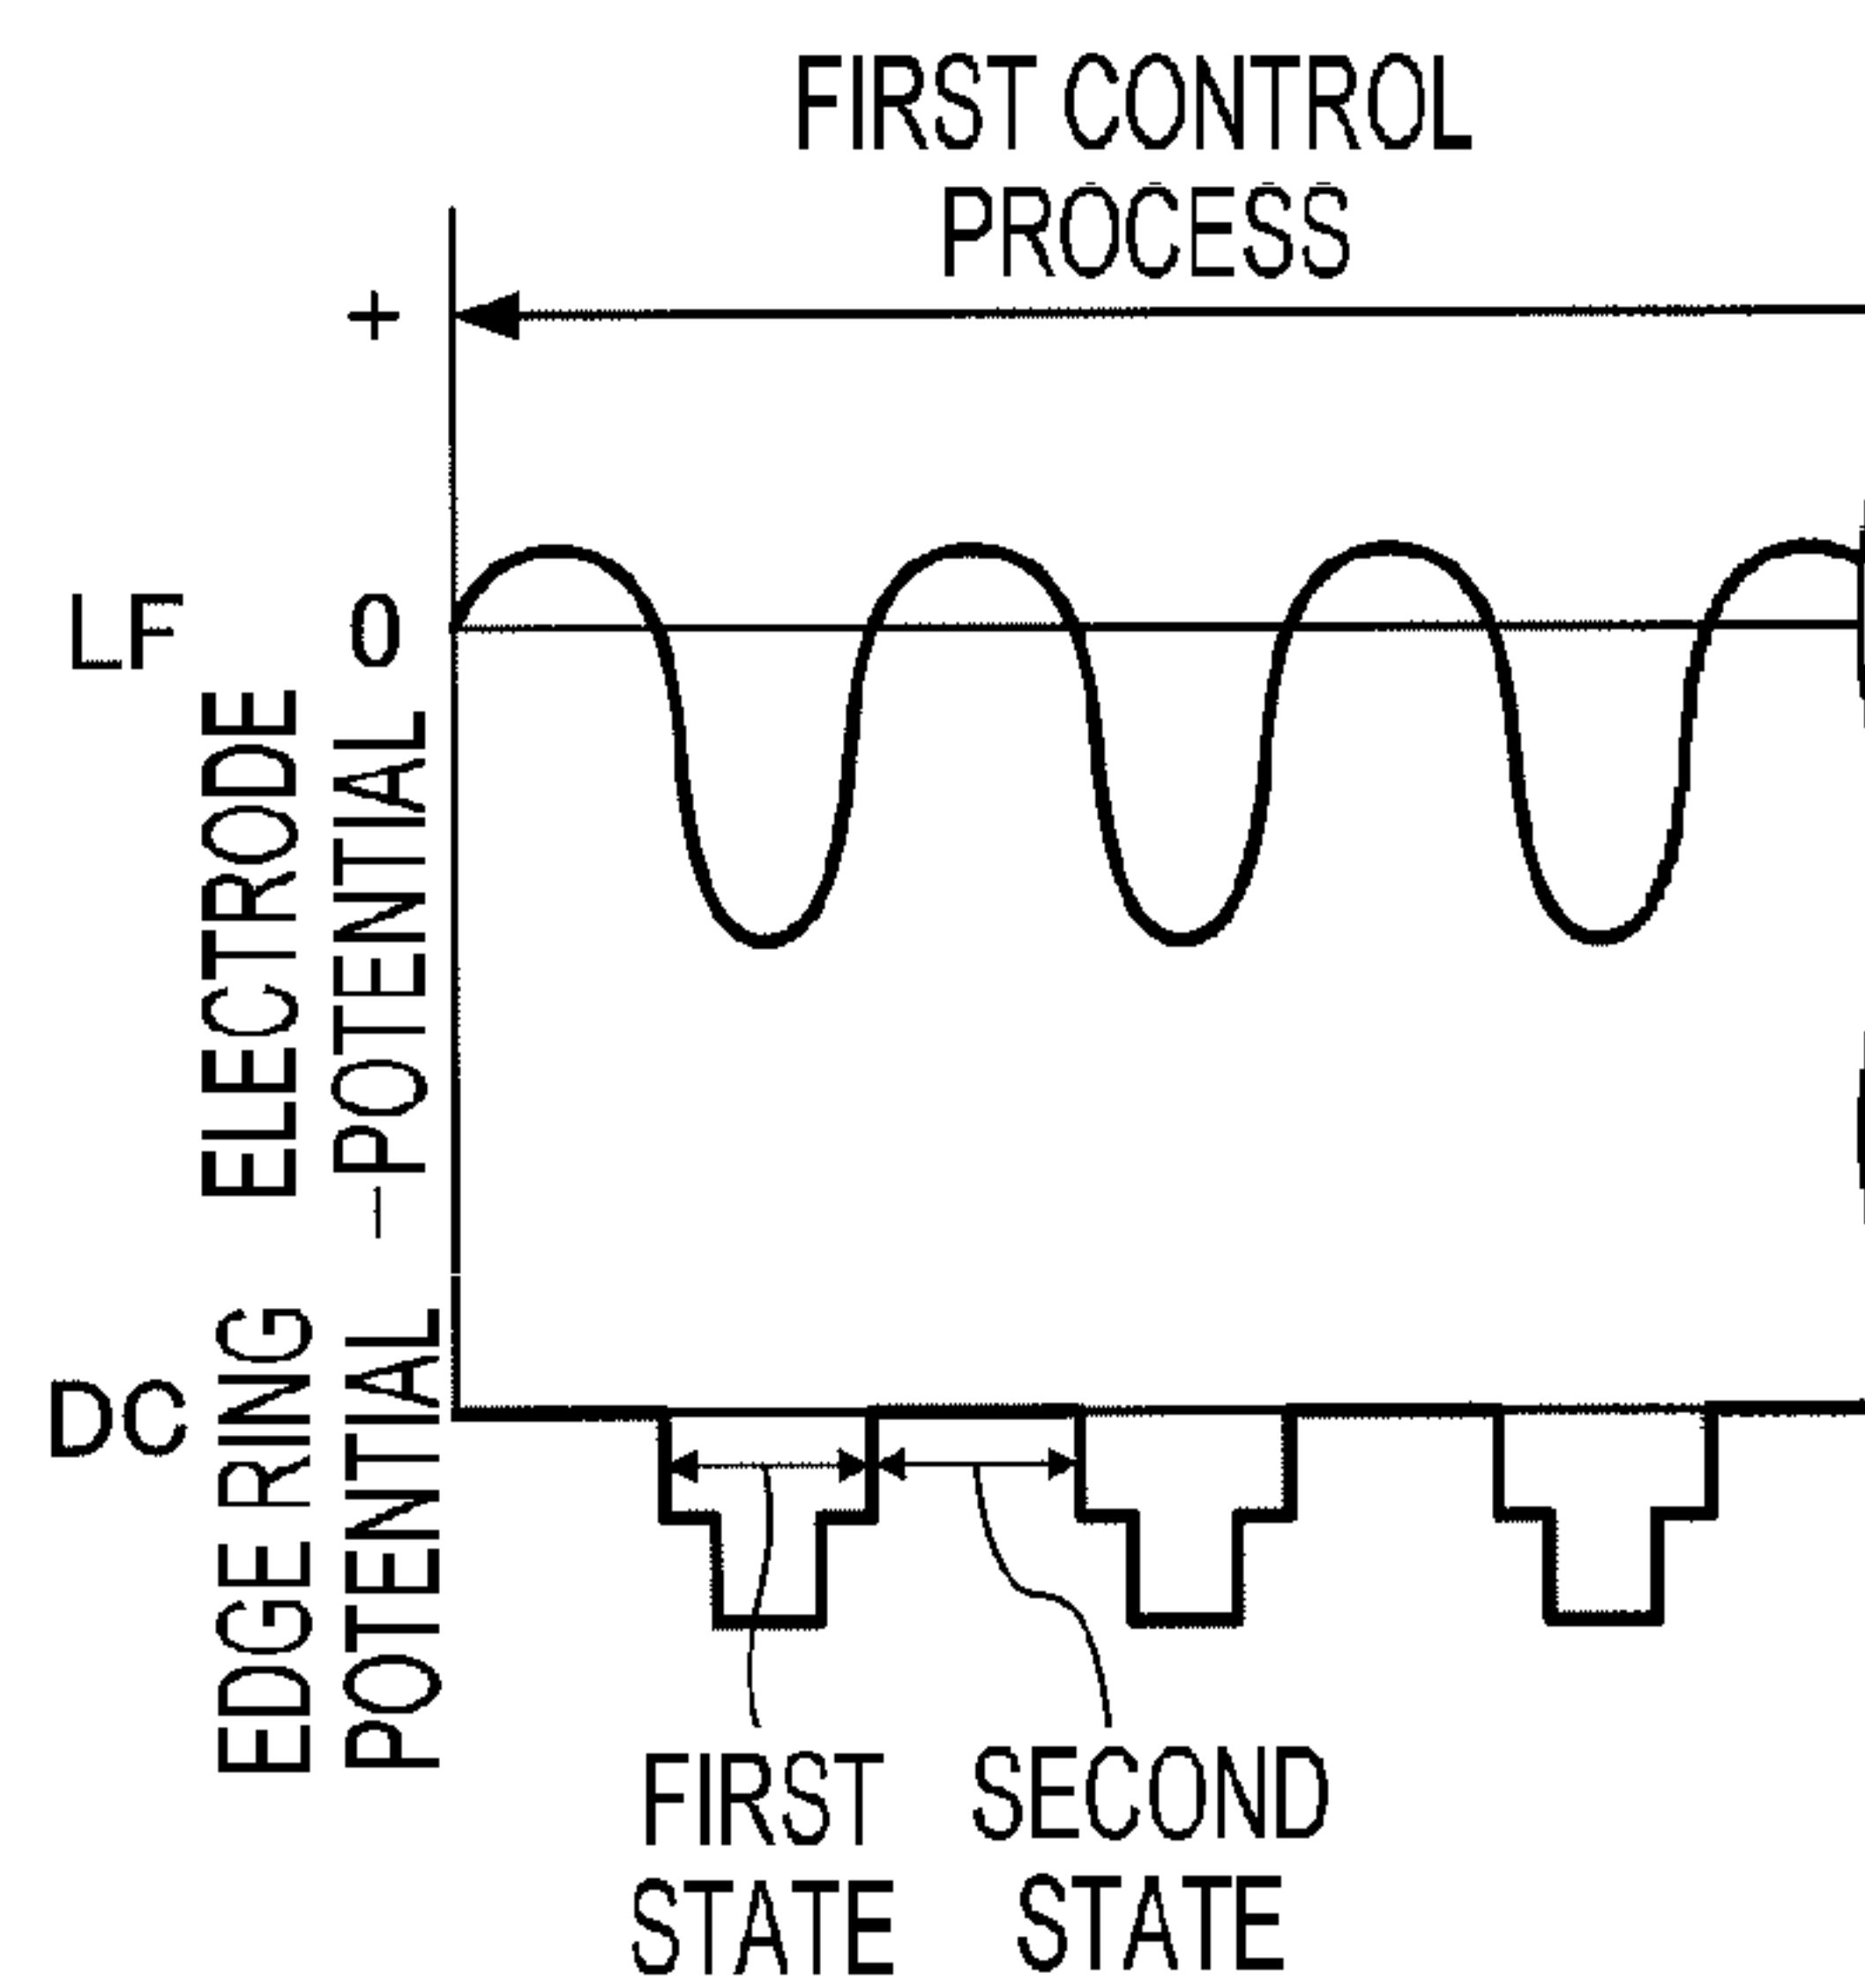 FIRST CONTROL
PROCESS
+
LF
0
ELECTRODE
POTENTIAL
−
DC
EDGE RING
POTENTIAL
FIRST
STATE
SECOND
STATE